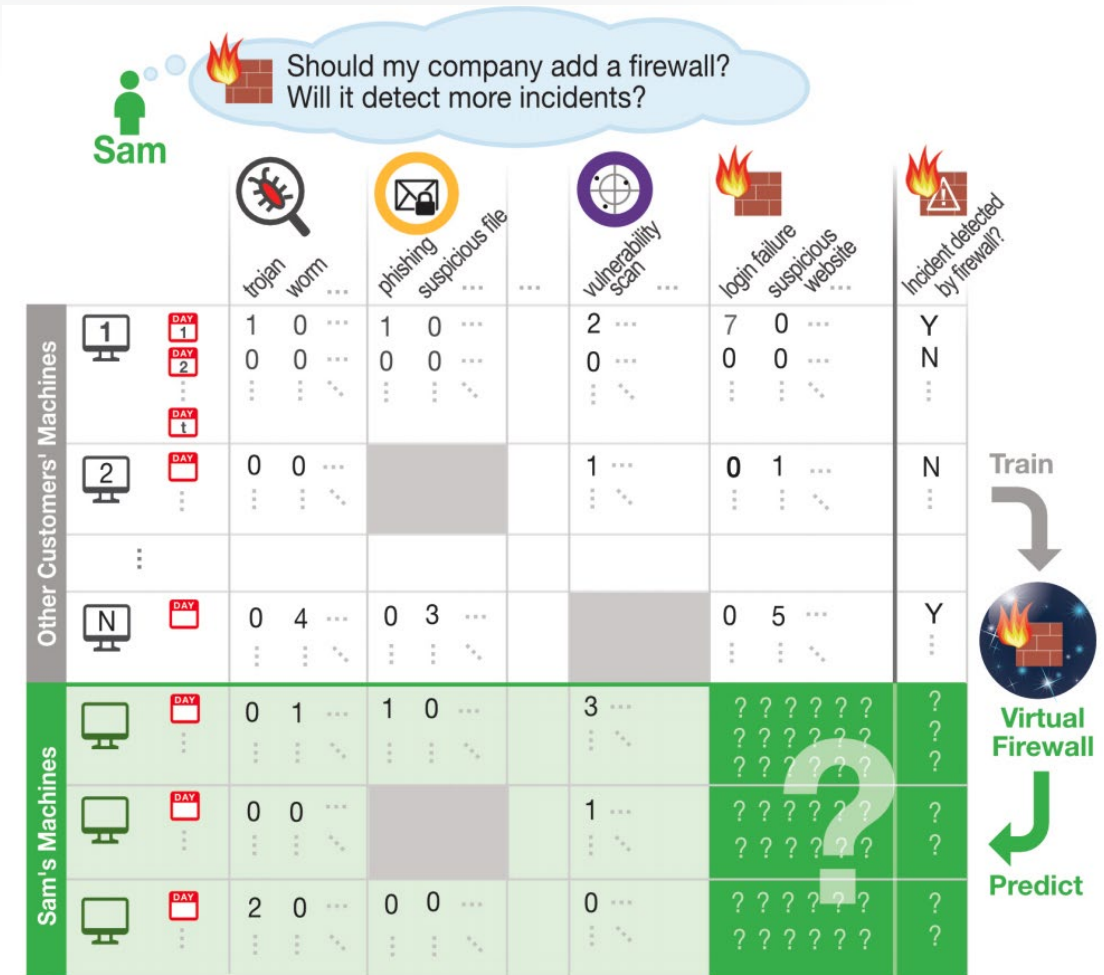 Should my company add a firewall?
Will it detect more incidents?
Sam
trojan
worm
...
phishing
suspicious file
...
...
vulnerability
scan
...
login failure
suspicious
website
...
Incident detected
by firewall?
Other Customers' Machines
1 DAY 1 1 0 ... 1 0 ... 2 ... 7 0 ... Y
DAY 2 0 0 ... 0 0 ... 0 ... 0 0 ... N
DAY t
2 DAY 0 0 ... 1 ... 0 1 ... N
N DAY 0 4 ... 0 3 ... 0 5 ... Y
Train
Virtual
Firewall
Predict
Sam's Machines
DAY 0 1 ... 1 0 ... 3 ... ? ? ? ? ? ? ?
? ? ? ? ? ? ?
? ? ? ? ? ? ?
DAY 0 0 ... 1 ... ? ? ? ? ? ? ?
? ? ? ? ? ? ?
DAY 2 0 ... 0 0 ... 0 ... ? ? ? ? ? ? ?
? ? ? ? ? ? ?
?